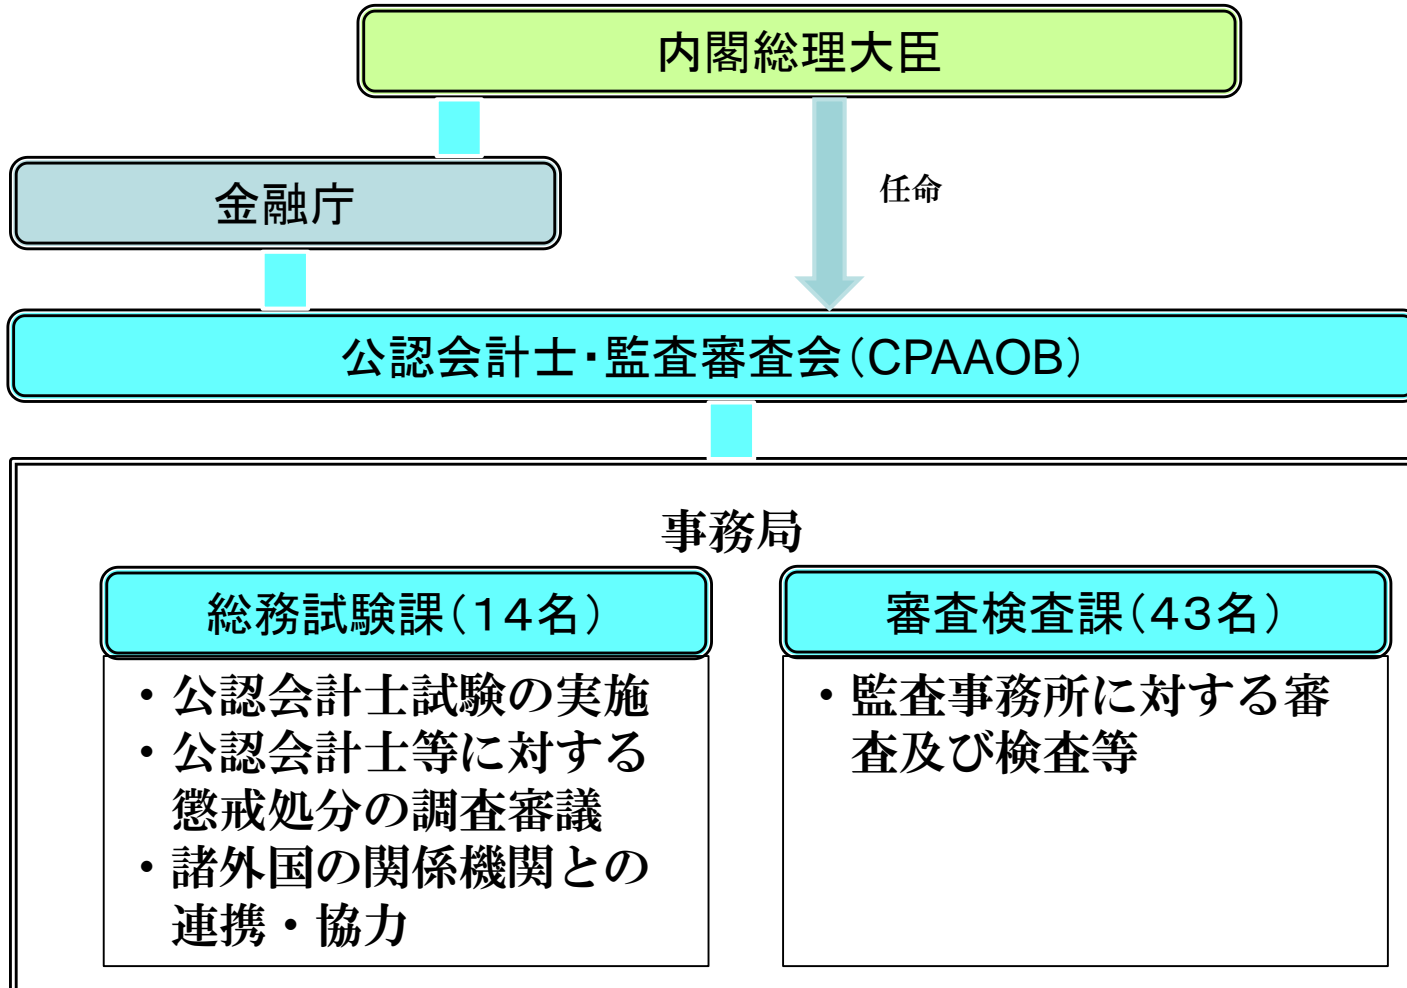 内閣総理大臣
任命
金融庁
公認会計士・監査審査会(CPAAOB)
事務局
総務試験課(14名)
・公認会計士試験の実施
・公認会計士等に対する
懲戒処分の調査審議
・諸外国の関係機関との
連携・協力
審査検査課(43名)
・監査事務所に対する審
査及び検査等